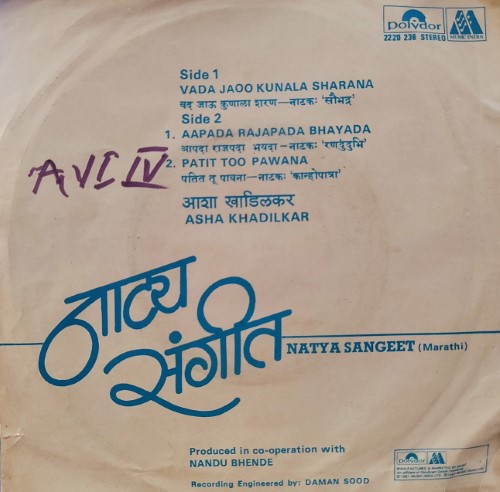 Polydor
MUSIC INDIA
2220 236 STEREO
Side 1
VADA JAOO KUNALA SHARANA
वद जाऊ कुणाला शरण—नाटक: 'सौभद्र'
Side 2
1. AAPADA RAJAPADA BHAYADA
आपदा राजपदा भयदा—नाटक: 'रणदुंदुभि'
2. PATIT TOO PAWANA
पतित तू पावना—नाटक: 'कान्होपात्रा'
AVI IV
आशा खाडिलकर
ASHA KHADILKAR
नाट्य
संगीत
NATYA SANGEET (Marathi)
Produced in co-operation with
NANDU BHENDE
Recording Engineered by: DAMAN SOOD
Polydor